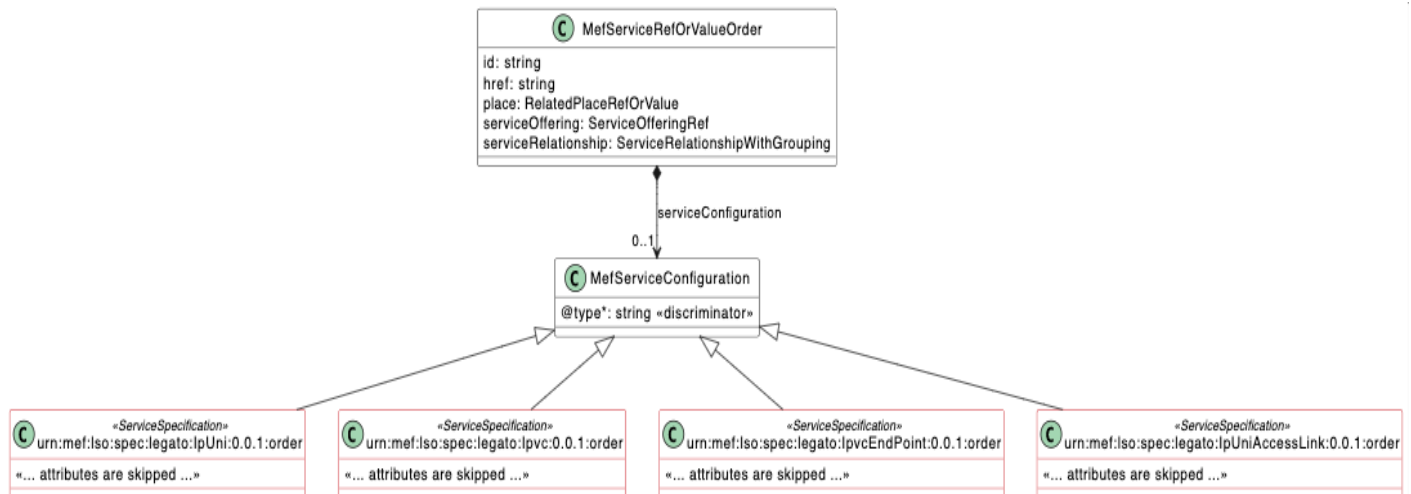 C MefServiceRefOrValueOrder
id: string
href: string
place: RelatedPlaceRefOrValue
serviceOffering: ServiceOfferingRef
serviceRelationship: ServiceRelationshipWithGrouping
serviceConfiguration
0..1
C MefServiceConfiguration
@type*: string «discriminator»
«ServiceSpecification»
C urn:mef:lso:spec:legato:IpUni:0.0.1:order
«... attributes are skipped ...»
«ServiceSpecification»
C urn:mef:lso:spec:legato:Ipvc:0.0.1:order
«... attributes are skipped ...»
«ServiceSpecification»
C urn:mef:lso:spec:legato:IpvcEndPoint:0.0.1:order
«... attributes are skipped ...»
«ServiceSpecification»
C urn:mef:lso:spec:legato:IpUniAccessLink:0.0.1:order
«... attributes are skipped ...»